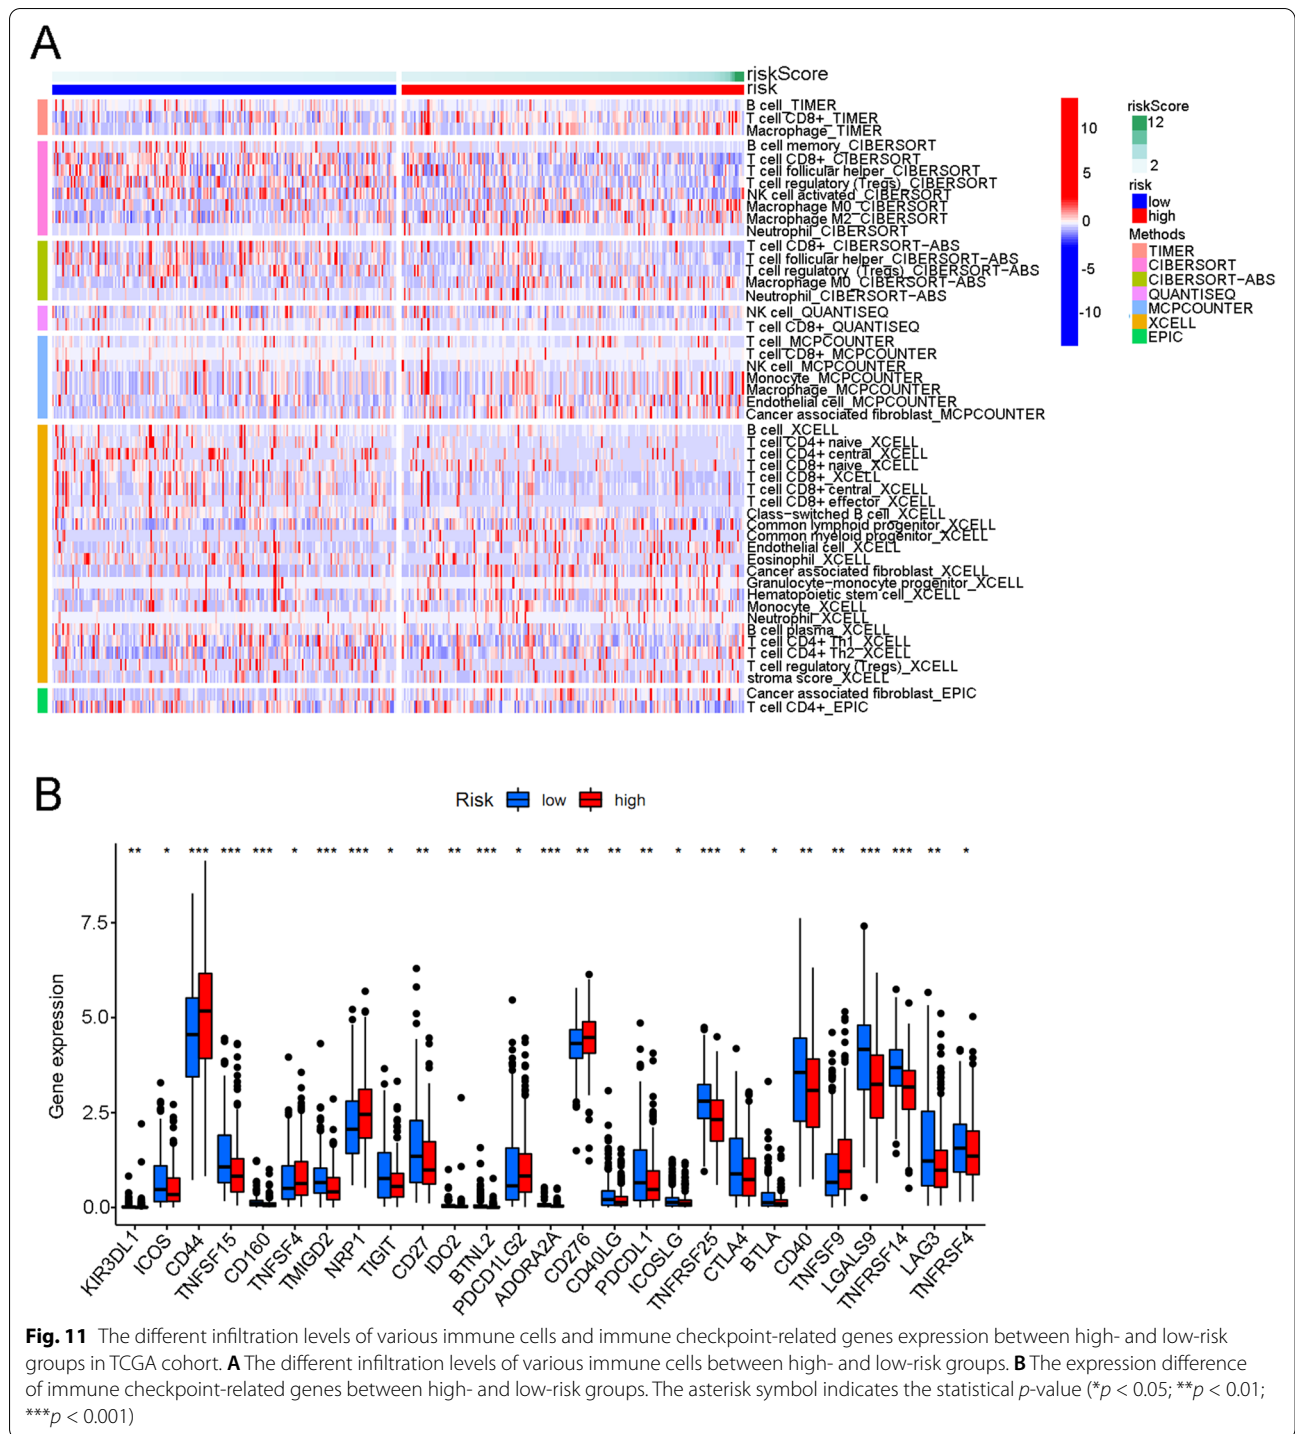 A
riskScore
risk
B cell_TIMER
T cell CD8+_TIMER
Macrophage_TIMER
B cell memory_CIBERSORT
T cell CD8+_CIBERSORT
T cell follicular helper_CIBERSORT
T cell regulatory (Tregs)_CIBERSORT
NK cell activated_CIBERSORT
Macrophage M0_CIBERSORT
Macrophage M2_CIBERSORT
Neutrophil_CIBERSORT
T cell CD8+_CIBERSORT-ABS
T cell follicular helper_CIBERSORT-ABS
T cell regulatory (Tregs)_CIBERSORT-ABS
Macrophage M0_CIBERSORT-ABS
Neutrophil_CIBERSORT-ABS
NK cell_QUANTISEQ
T cell CD8+_QUANTISEQ
T cell_MCPCOUNTER
T cell CD8+_MCPCOUNTER
NK cell_MCPCOUNTER
Monocyte_MCPCOUNTER
Macrophage_MCPCOUNTER
Endothelial cell_MCPCOUNTER
Cancer associated fibroblast_MCPCOUNTER
B cell_XCELL
T cell CD4+ naive_XCELL
T cell CD4+ central_XCELL
T cell CD8+ naive_XCELL
T cell CD8+_XCELL
T cell CD8+ central_XCELL
T cell CD8+ effector_XCELL
Class-switched B cell_XCELL
Common lymphoid progenitor_XCELL
Common myeloid progenitor_XCELL
Endothelial cell_XCELL
Eosinophil_XCELL
Cancer associated fibroblast_XCELL
Granulocyte-monocyte progenitor_XCELL
Hematopoietic stem cell_XCELL
Monocyte_XCELL
Neutrophil_XCELL
B cell plasma_XCELL
T cell CD4+ Th1_XCELL
T cell CD4+ Th2_XCELL
T cell regulatory (Tregs)_XCELL
stroma score_XCELL
Cancer associated fibroblast_EPIC
T cell CD4+_EPIC
10
5
0
-5
-10
riskScore
12
2
risk
low
high
Methods
TIMER
CIBERSORT
CIBERSORT-ABS
QUANTISEQ
MCPCOUNTER
XCELL
EPIC
B
Risk low high
** * *** *** *** * *** *** * ** ** *** * *** ** ** ** * *** * * ** ** *** *** ** *
Gene expression
7.5
5.0
2.5
0.0
KIR3DL1
ICOS
CD44
TNFSF15
CD160
TNFSF4
TMIGD2
NRP1
TIGIT
CD27
IDO2
BTNL2
PDCD1LG2
ADORA2A
CD276
CD40LG
PDCDL1
ICOSLG
TNFRSF25
CTLA4
BTLA
CD40
TNFSF9
LGALS9
TNFRSF14
LAG3
TNFRSF4
Fig. 11 The different infiltration levels of various immune cells and immune checkpoint-related genes expression between high- and low-risk
groups in TCGA cohort. A The different infiltration levels of various immune cells between high- and low-risk groups. B The expression difference
of immune checkpoint-related genes between high- and low-risk groups. The asterisk symbol indicates the statistical p-value (*p < 0.05; **p < 0.01;
***p < 0.001)